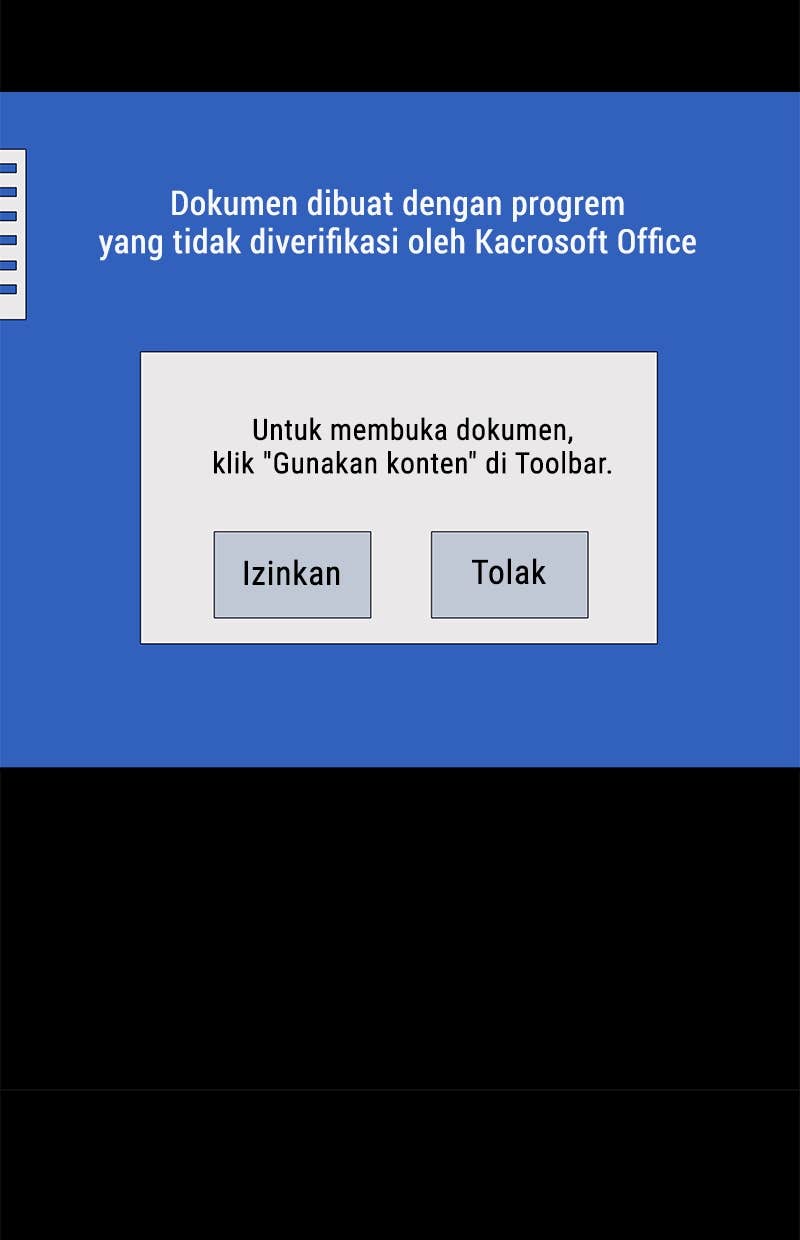 Dokumen dibuat dengan progrem
yang tidak diverifikasi oleh Kacrosoft Office
Untuk membuka dokumen,
klik "Gunakan konten" di Toolbar.
Izinkan
Tolak